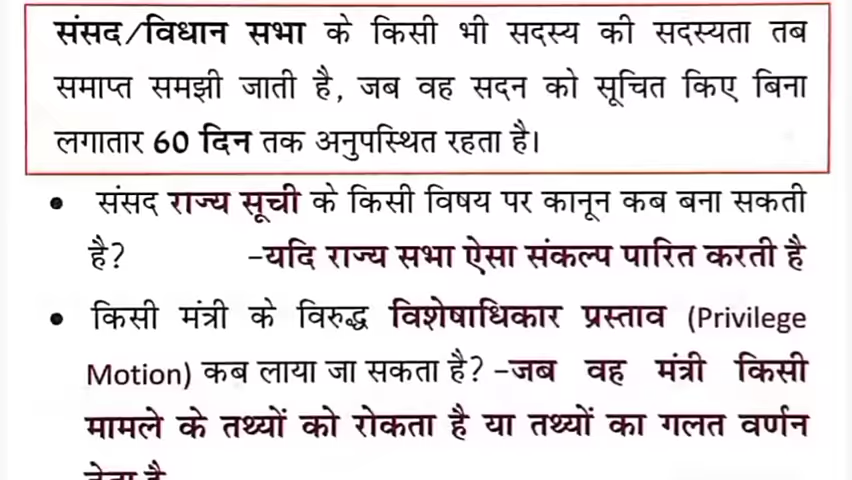 संसद/विधान सभा के किसी भी सदस्य की सदस्यता तब
समाप्त समझी जाती है, जब वह सदन को सूचित किए बिना
लगातार 60 दिन तक अनुपस्थित रहता है।
• संसद राज्य सूची के किसी विषय पर कानून कब बना सकती
है? -यदि राज्य सभा ऐसा संकल्प पारित करती है
• किसी मंत्री के विरुद्ध विशेषाधिकार प्रस्ताव (Privilege
Motion) कब लाया जा सकता है? -जब वह मंत्री किसी
मामले के तथ्यों को रोकता है या तथ्यों का गलत वर्णन